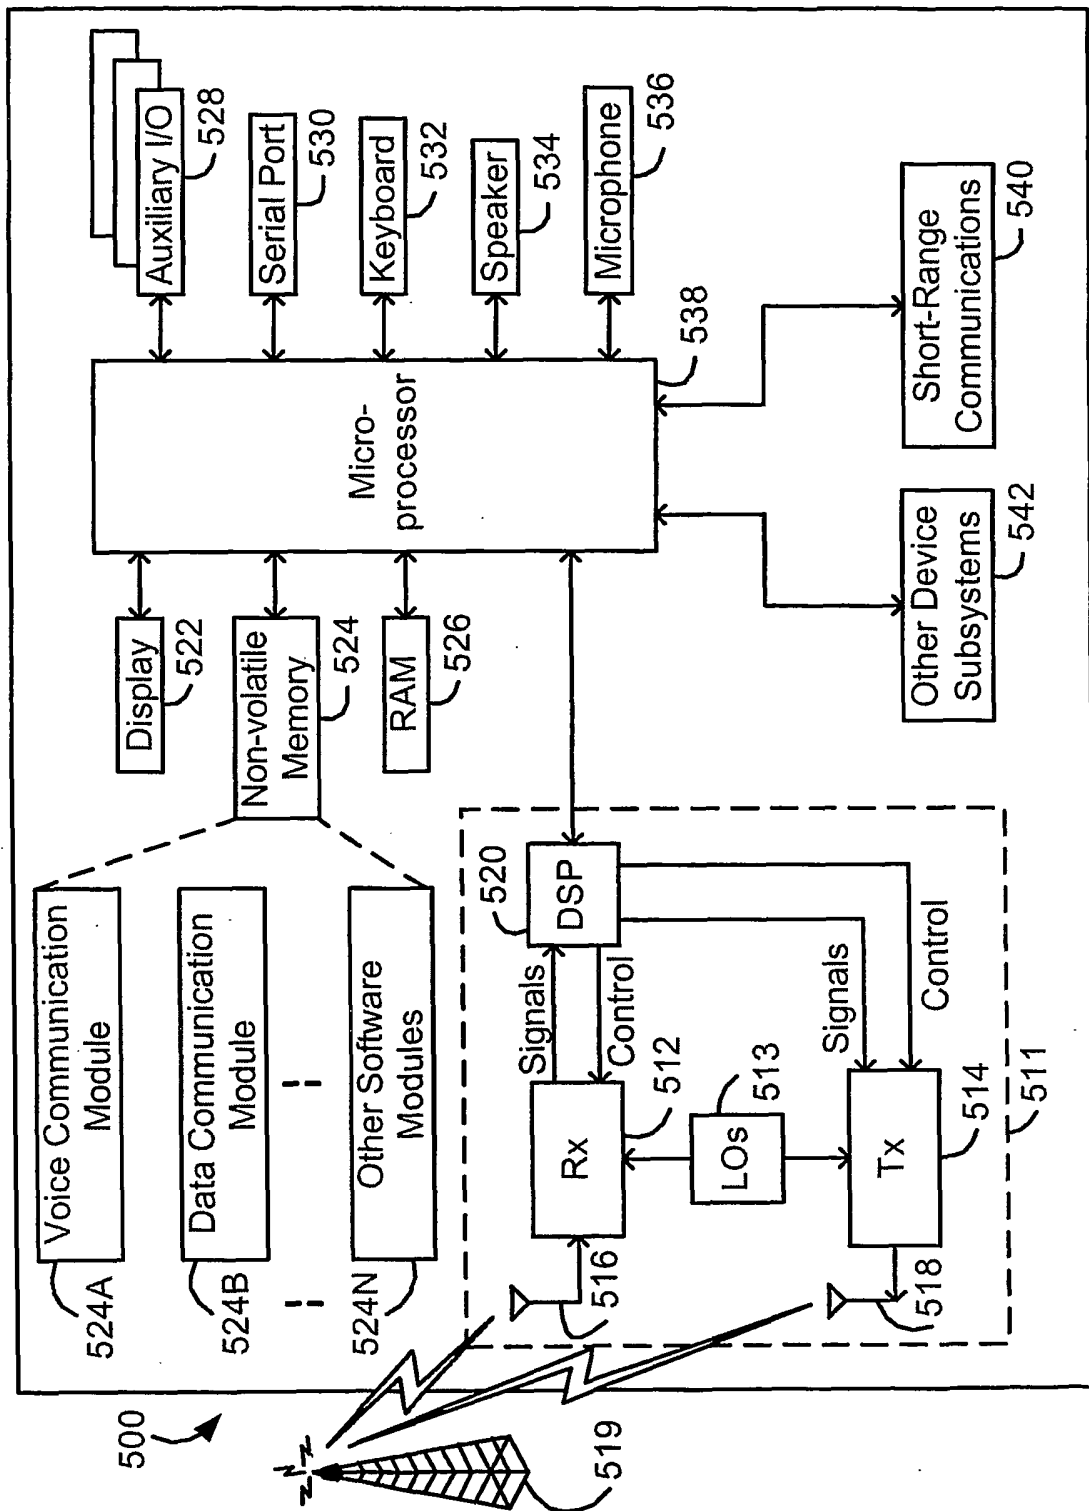 500
519
Voice Communication
Module
524A
Data Communication
Module
524B
Other Software
Modules
524N
Display
522
Non-volatile
Memory
524
RAM
526
Micro-
processor
538
Auxiliary I/O
528
Serial Port
530
Keyboard
532
Speaker
534
Microphone
536
Short-Range
Communications
540
Other Device
Subsystems
542
DSP
520
Signals
Control
Rx
512
516
LOs
513
Signals
Control
Tx
514
518
511